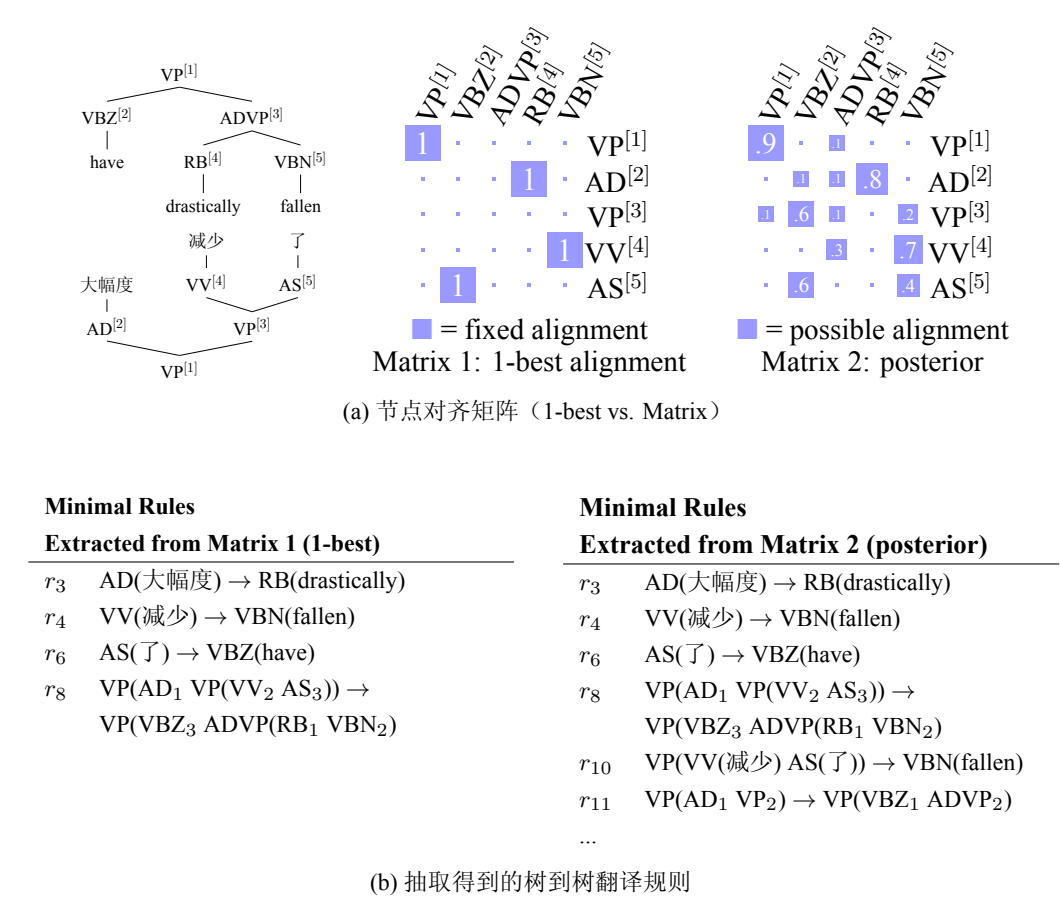 VP[1]
VBZ[2] ADVP[3]
have RB[4] VBN[5]
drastically fallen
减少 了
大幅度 VV[4] AS[5]
AD[2] VP[3]
VP[1]
VP[1] VBZ[2] ADVP[3] RB[4] VBN[5]
1 · · · · VP[1]
· · · 1 · AD[2]
· · · · · VP[3]
· · · · 1 VV[4]
· 1 · · · AS[5]
= fixed alignment
Matrix 1: 1-best alignment
VP[1] VBZ[2] ADVP[3] RB[4] VBN[5]
.9 · .1 · · VP[1]
· .1 .1 .8 · AD[2]
.1 .6 .1 · .2 VP[3]
· · .3 · .7 VV[4]
· .6 · · .4 AS[5]
= possible alignment
Matrix 2: posterior
(a) 节点对齐矩阵（1-best vs. Matrix）
Minimal Rules
Extracted from Matrix 1 (1-best)
r3 AD(大幅度) → RB(drastically)
r4 VV(减少) → VBN(fallen)
r6 AS(了) → VBZ(have)
r8 VP(AD1 VP(VV2 AS3)) →
VP(VBZ3 ADVP(RB1 VBN2)
Minimal Rules
Extracted from Matrix 2 (posterior)
r3 AD(大幅度) → RB(drastically)
r4 VV(减少) → VBN(fallen)
r6 AS(了) → VBZ(have)
r8 VP(AD1 VP(VV2 AS3)) →
VP(VBZ3 ADVP(RB1 VBN2)
r10 VP(VV(减少) AS(了)) → VBN(fallen)
r11 VP(AD1 VP2) → VP(VBZ1 ADVP2)
...
(b) 抽取得到的树到树翻译规则